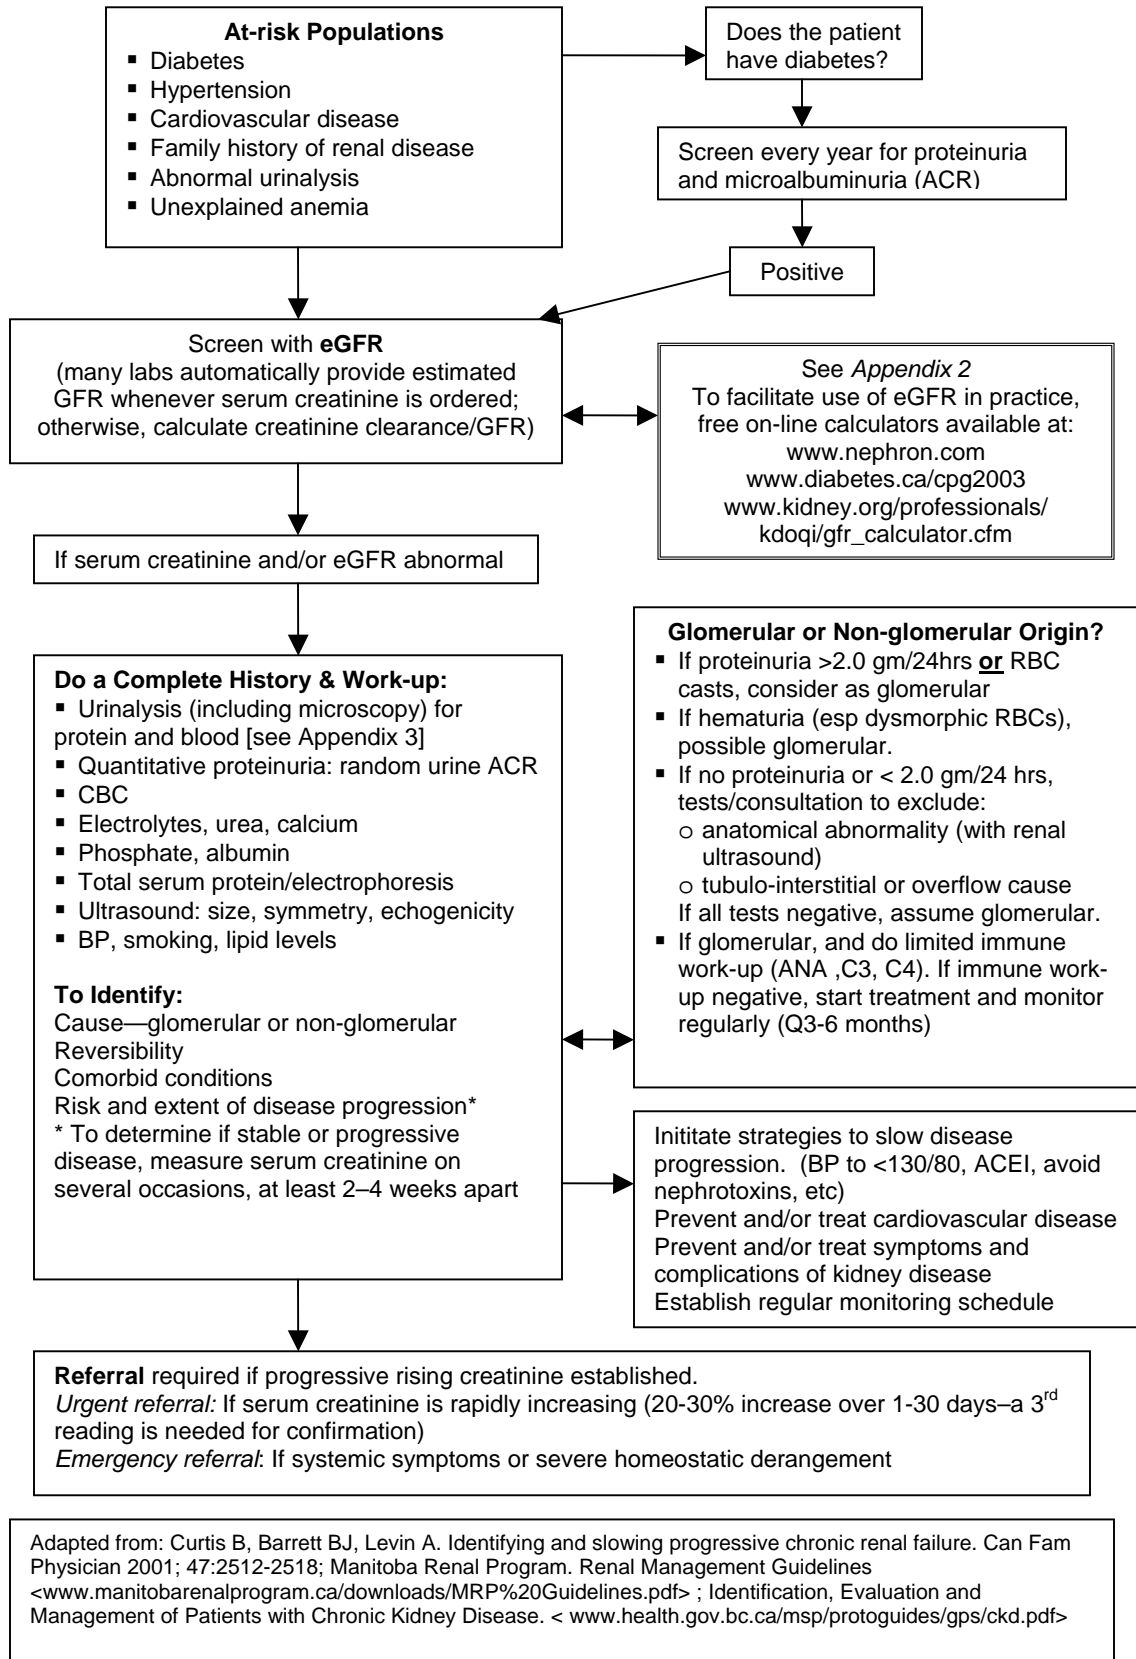 At-risk Populations
▪ Diabetes
▪ Hypertension
▪ Cardiovascular disease
▪ Family history of renal disease
▪ Abnormal urinalysis
▪ Unexplained anemia
Does the patient
have diabetes?
Screen every year for proteinuria
and microalbuminuria (ACR)
Positive
Screen with eGFR
(many labs automatically provide estimated
GFR whenever serum creatinine is ordered;
otherwise, calculate creatinine clearance/GFR)
See Appendix 2
To facilitate use of eGFR in practice,
free on-line calculators available at:
www.nephron.com
www.diabetes.ca/cpg2003
www.kidney.org/professionals/
kdoqi/gfr_calculator.cfm
If serum creatinine and/or eGFR abnormal
Do a Complete History & Work-up:
▪ Urinalysis (including microscopy) for
protein and blood [see Appendix 3]
▪ Quantitative proteinuria: random urine ACR
▪ CBC
▪ Electrolytes, urea, calcium
▪ Phosphate, albumin
▪ Total serum protein/electrophoresis
▪ Ultrasound: size, symmetry, echogenicity
▪ BP, smoking, lipid levels
To Identify:
Cause—glomerular or non-glomerular
Reversibility
Comorbid conditions
Risk and extent of disease progression*
* To determine if stable or progressive
disease, measure serum creatinine on
several occasions, at least 2–4 weeks apart
Glomerular or Non-glomerular Origin?
▪ If proteinuria >2.0 gm/24hrs or RBC
casts, consider as glomerular
▪ If hematuria (esp dysmorphic RBCs),
possible glomerular.
▪ If no proteinuria or < 2.0 gm/24 hrs,
tests/consultation to exclude:
o anatomical abnormality (with renal
ultrasound)
o tubulo-interstitial or overflow cause
If all tests negative, assume glomerular.
▪ If glomerular, and do limited immune
work-up (ANA ,C3, C4). If immune work-
up negative, start treatment and monitor
regularly (Q3-6 months)
Inititate strategies to slow disease
progression. (BP to <130/80, ACEI, avoid
nephrotoxins, etc)
Prevent and/or treat cardiovascular disease
Prevent and/or treat symptoms and
complications of kidney disease
Establish regular monitoring schedule
Referral required if progressive rising creatinine established.
Urgent referral: If serum creatinine is rapidly increasing (20-30% increase over 1-30 days–a 3rd
reading is needed for confirmation)
Emergency referral: If systemic symptoms or severe homeostatic derangement
Adapted from: Curtis B, Barrett BJ, Levin A. Identifying and slowing progressive chronic renal failure. Can Fam
Physician 2001; 47:2512-2518; Manitoba Renal Program. Renal Management Guidelines
<www.manitobarenalprogram.ca/downloads/MRP%20Guidelines.pdf> ; Identification, Evaluation and
Management of Patients with Chronic Kidney Disease. < www.health.gov.bc.ca/msp/protoguides/gps/ckd.pdf>